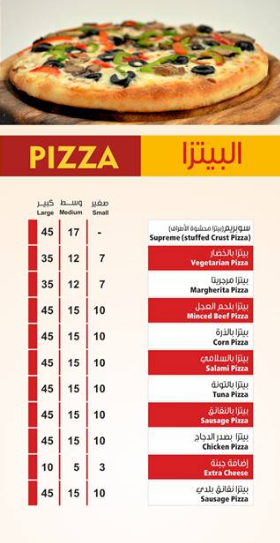 PIZZA البيتزا
كبير وسط صغير
Large Medium Small
45 17 - سوبريم(بيتزا محشوة الأطراف)
Supreme (stuffed Crust Pizza)
35 12 7 بيتزا بالخضار
Vegetarian Pizza
35 12 7 بيتزا مرجريتا
Margherita Pizza
45 15 10 بيتزا بلحم العجل
Minced Beef Pizza
45 15 10 بيتزا بالذرة
Corn Pizza
45 15 10 بيتزا بالسلامي
Salami Pizza
45 15 10 بيتزا بالتونة
Tuna Pizza
45 15 10 بيتزا بالنقانق
Sausage Pizza
45 15 10 بيتزا بصدر الدجاج
Chicken Pizza
10 5 3 إضافة جبنة
Extra Cheese
45 15 10 بيتزا نقانق بلدي
Sausage Pizza